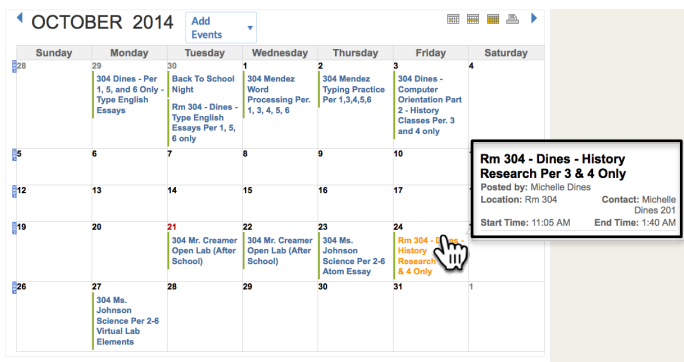 OCTOBER 2014
Add
Events
Sunday Monday Tuesday Wednesday Thursday Friday Saturday
28 29 30 1 2 3 4
304 Dines - Per
1, 5, and 6 Only -
Type English
Essays
Back To School
Night
Rm 304 - Dines -
Type English
Essays Per 1, 5,
6 only
304 Mendez
Word
Processing Per.
1, 3, 4, 5, 6
304 Mendez
Typing Practice
Per 1,3,4,5,6
304 Dines -
Computer
Orientation Part
2 - History
Classes Per. 3
and 4 only
5 6 7 8 9 10
Rm 304 - Dines - History
Research Per 3 & 4 Only
Posted by: Michelle Dines
Location: Rm 304 Contact: Michelle
Dines 201
Start Time: 11:05 AM End Time: 1:40 AM
12 13 14 15 16 17
19 20 21 22 23 24
304 Mr. Creamer
Open Lab (After
School)
304 Mr. Creamer
Open Lab (After
School)
304 Ms.
Johnson
Science Per 2-6
Atom Essay
Rm 304 - Dines -
History
Research
& 4 Only
26 27 28 29 30 31 1
304 Ms.
Johnson
Science Per 2-6
Virtual Lab
Elements